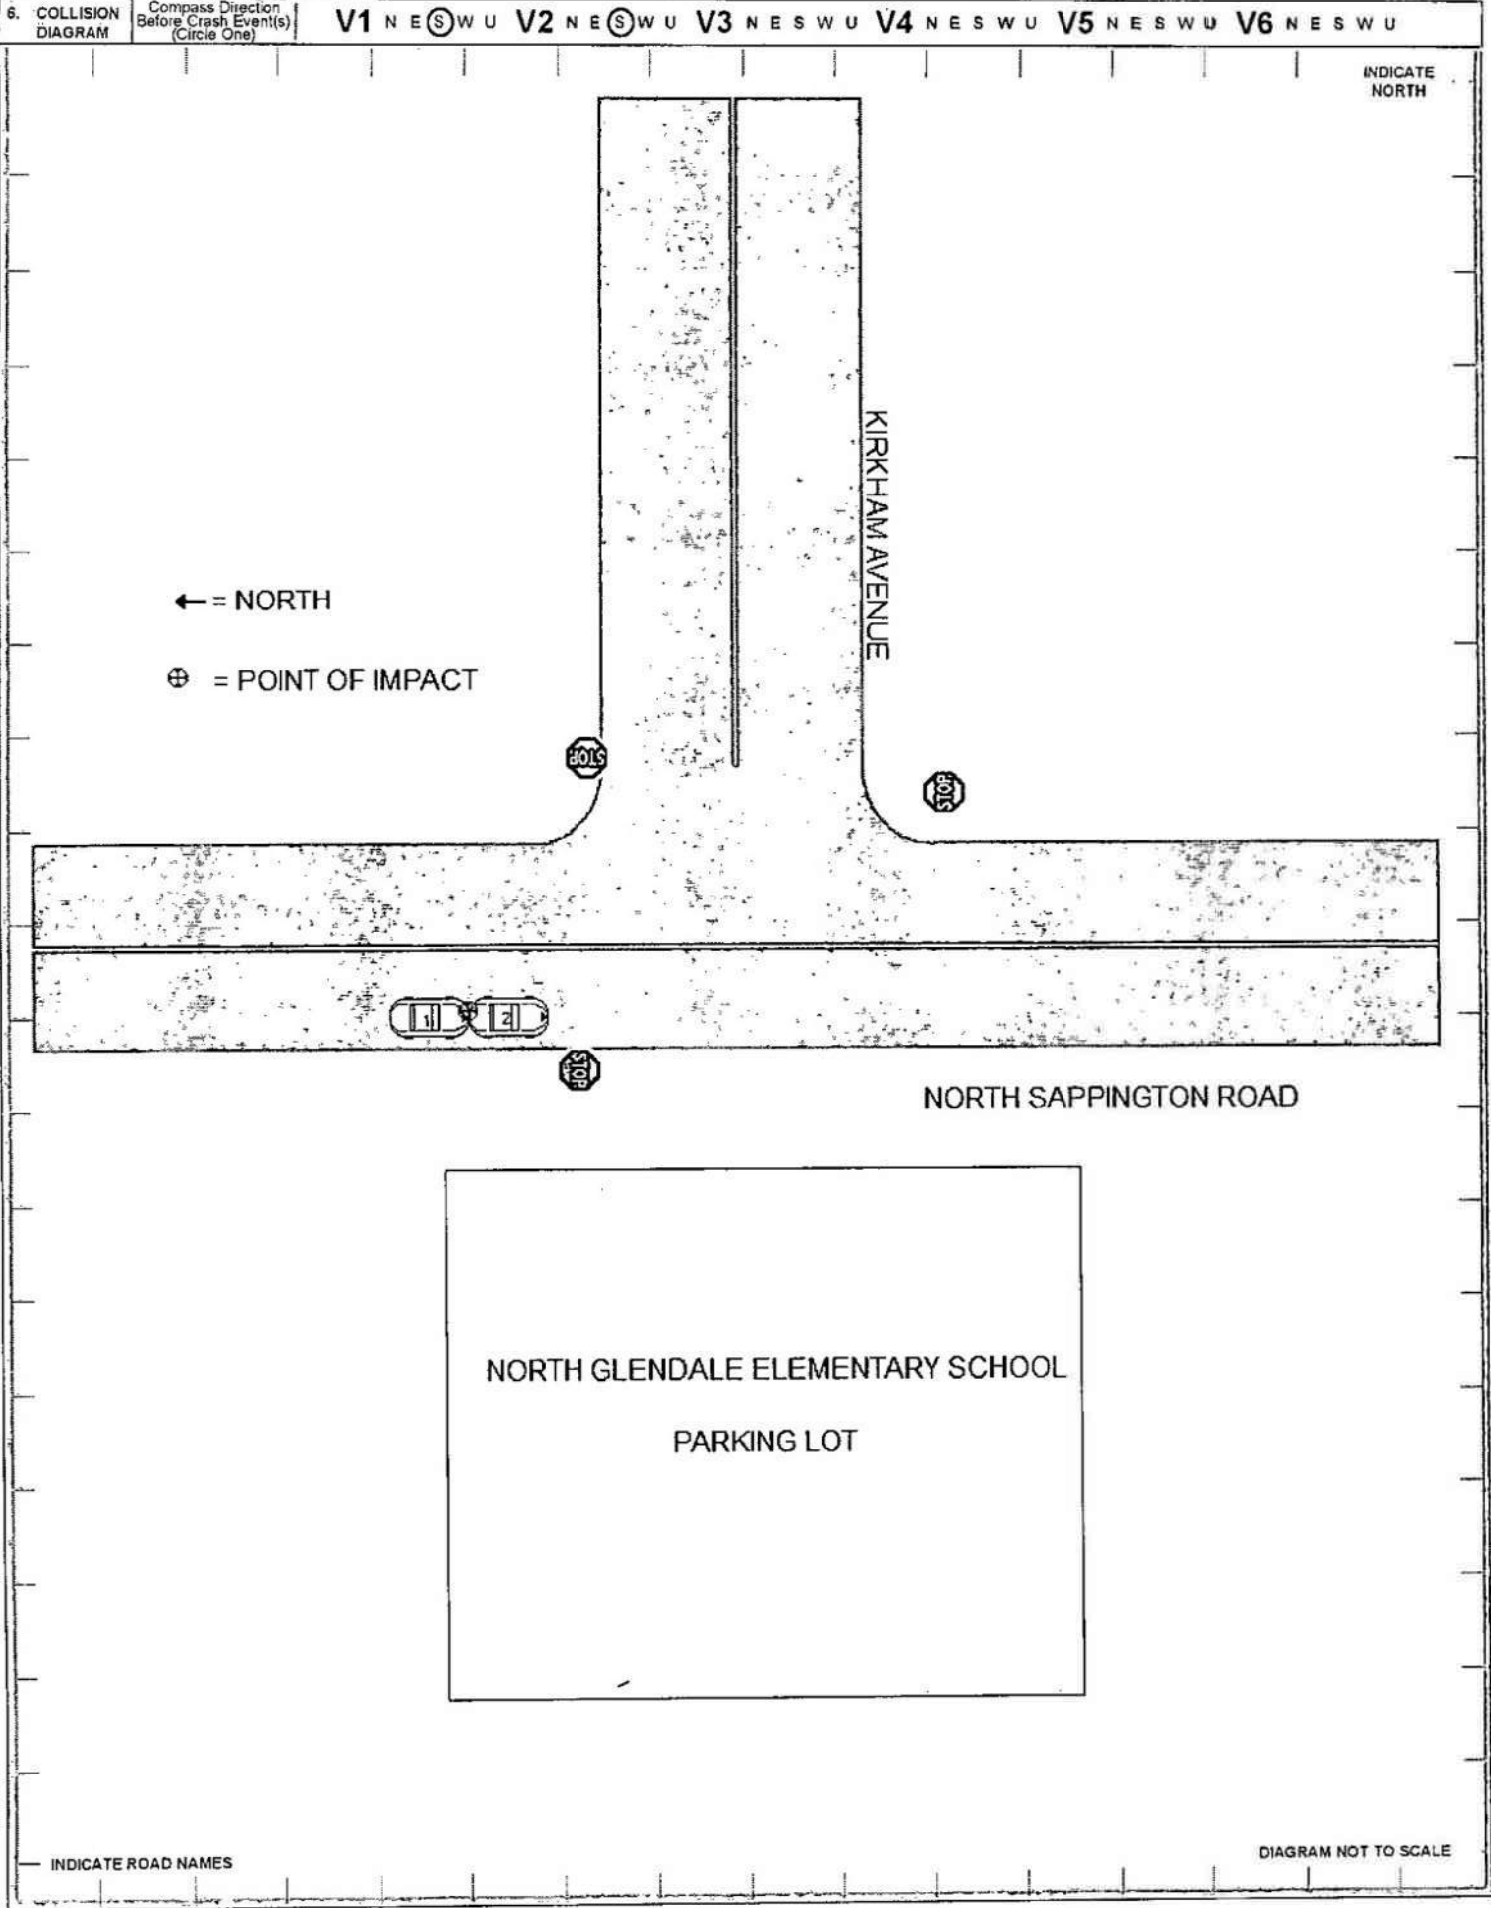 6. COLLISION DIAGRAM
Compass Direction
Before Crash Event(s)
(Circle One)
V1 N E S W U V2 N E S W U V3 N E S W U V4 N E S W U V5 N E S W U V6 N E S W U
INDICATE
NORTH
KIRKHAM AVENUE
← = NORTH
⊕ = POINT OF IMPACT
STOP
STOP
1 2
STOP
NORTH SAPPINGTON ROAD
NORTH GLENDALE ELEMENTARY SCHOOL
PARKING LOT
INDICATE ROAD NAMES
DIAGRAM NOT TO SCALE